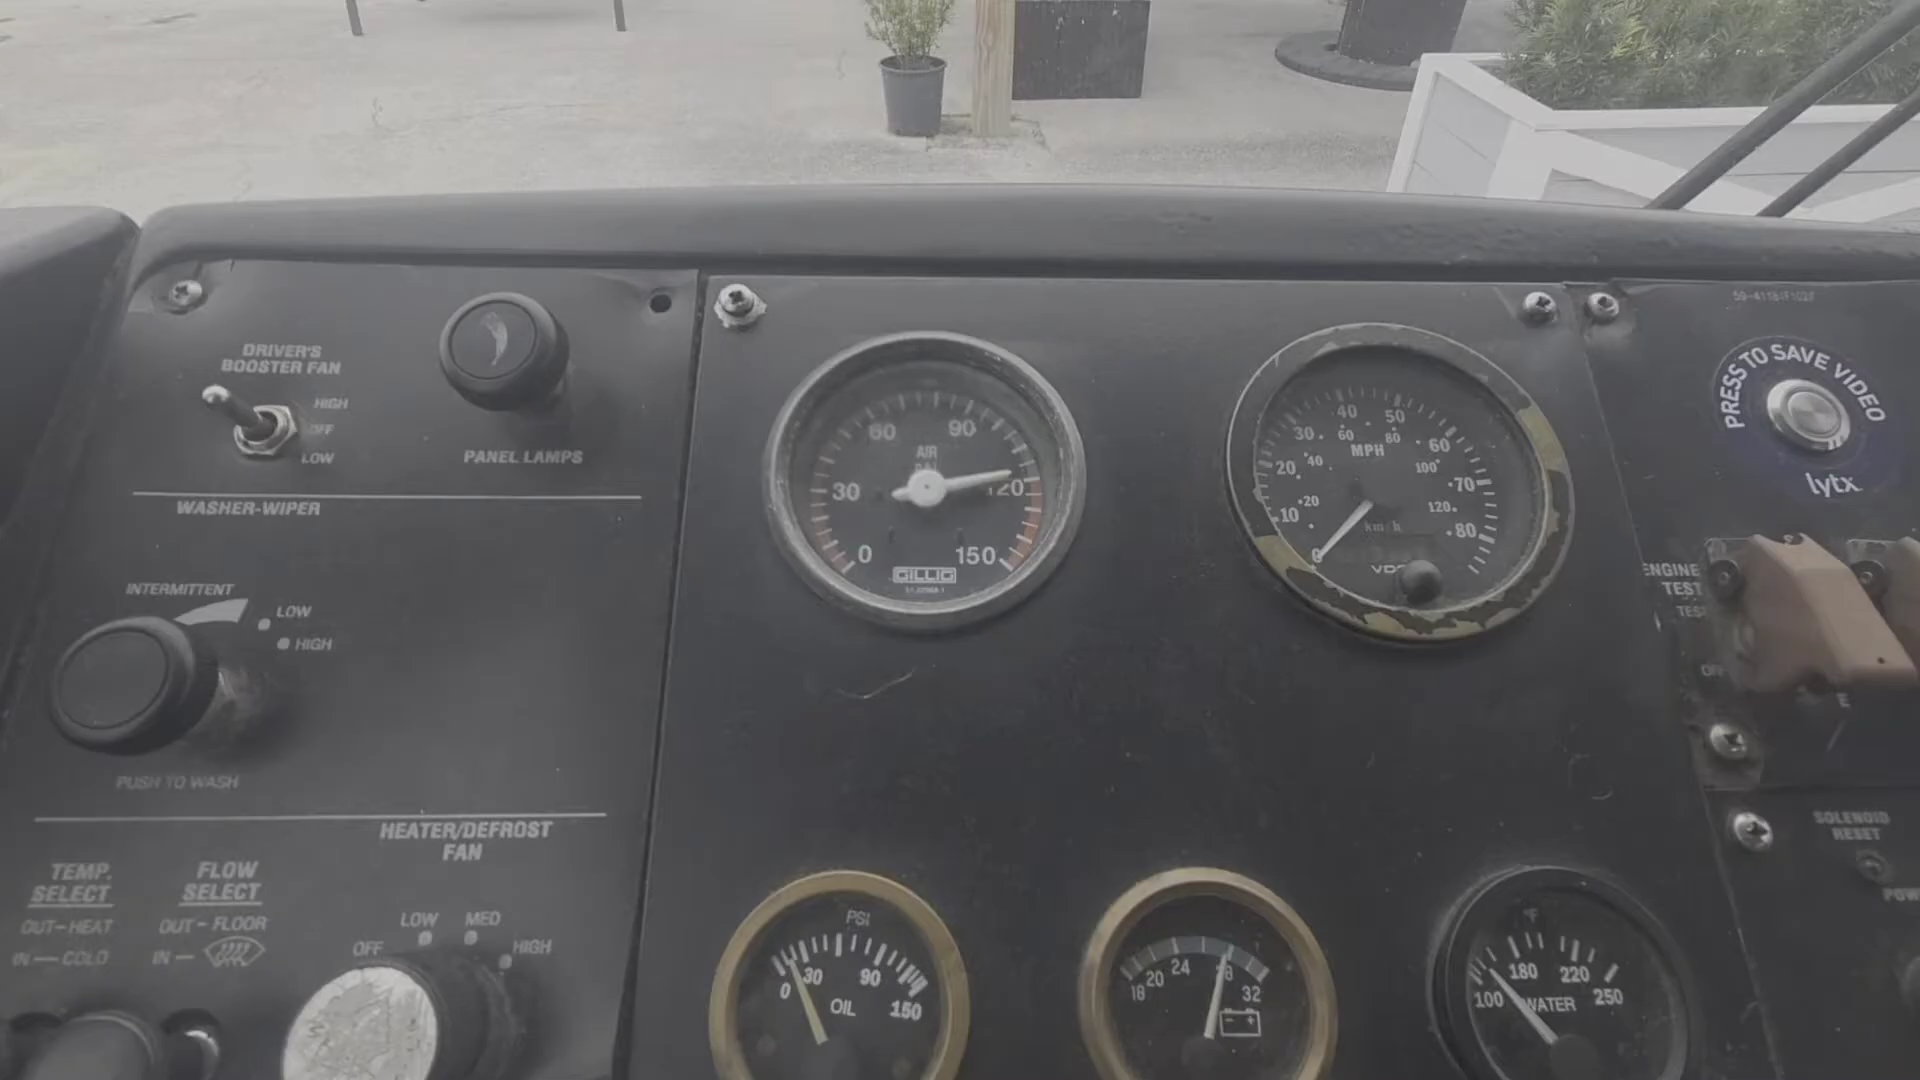 DRIVER'S
BOOSTER FAN
HIGH
OFF
LOW
PANEL LAMPS
WASHER-WIPER
INTERMITTENT
LOW
HIGH
PUSH TO WASH
HEATER/DEFROST
FAN
TEMP.
SELECT
OUT-HEAT
IN-COLD
FLOW
SELECT
OUT-FLOOR
IN-
OFF
LOW
MED
HIGH
60 90
AIR
30 120
0 150
GILLIG
40 50
30 60 80 60
MPH
20 40 100 70
10 20 120 80
km/h
0
PRESS TO SAVE VIDEO
lytx
ENGINE
TEST
SOLENOID
RESET
PSI
0 30 90 150
OIL
18 20 24 28 32
- +
°F
100 180 220 250
WATER